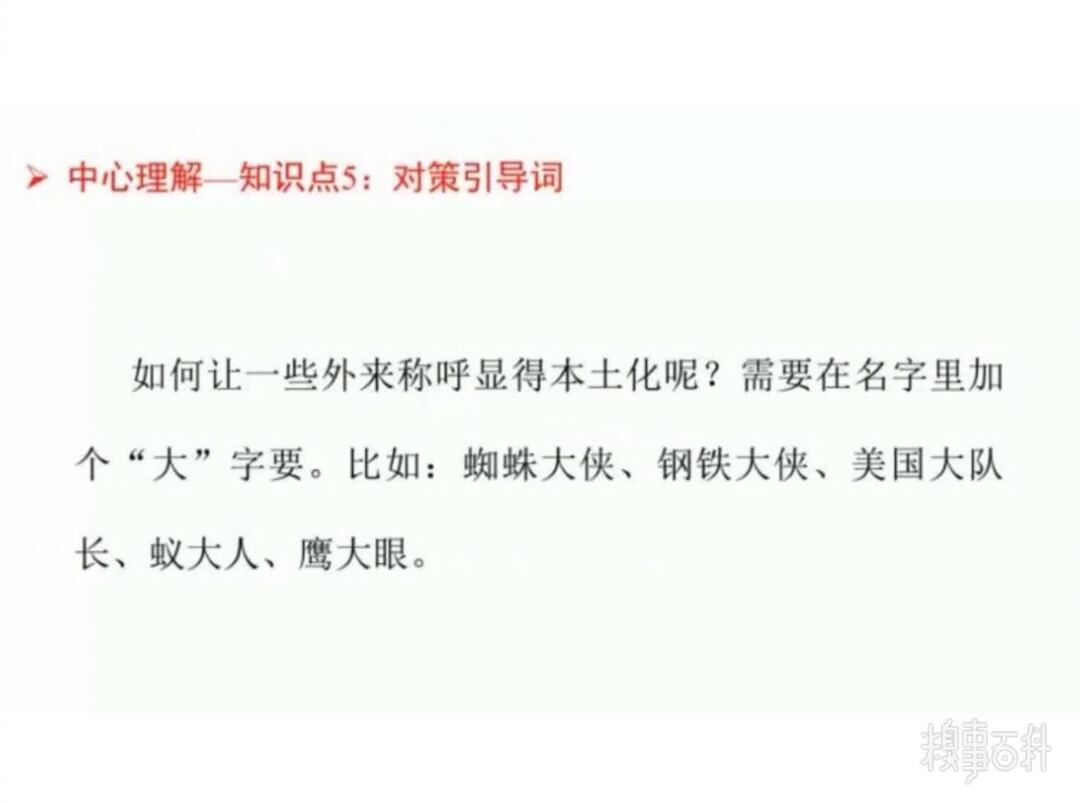 ➢ 中心理解—知识点5：对策引导词
如何让一些外来称呼显得本土化呢？需要在名字里加
个“大”字要。比如：蜘蛛大侠、钢铁大侠、美国大队
长、蚁大人、鹰大眼。
糗事百科